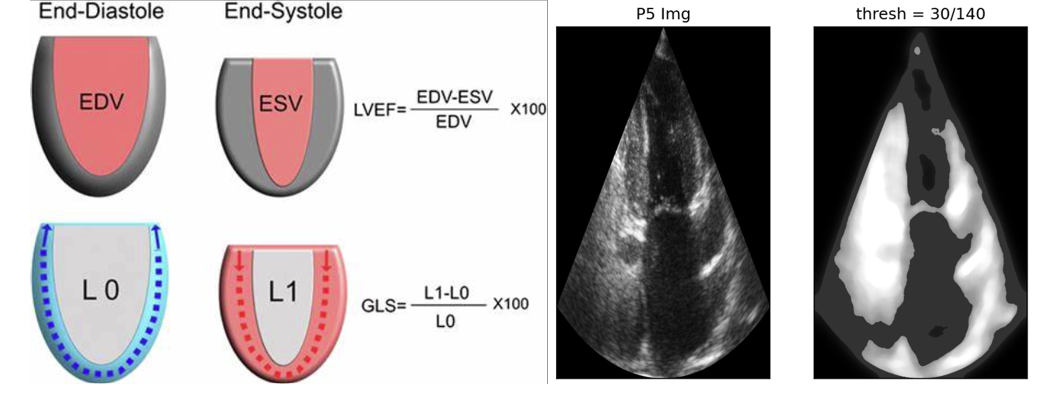 End-Diastole
End-Systole
EDV
ESV
LVEF= EDV-ESV X100
EDV
L 0
L1
GLS= L1-L0 X100
L0
P5 Img
thresh = 30/140